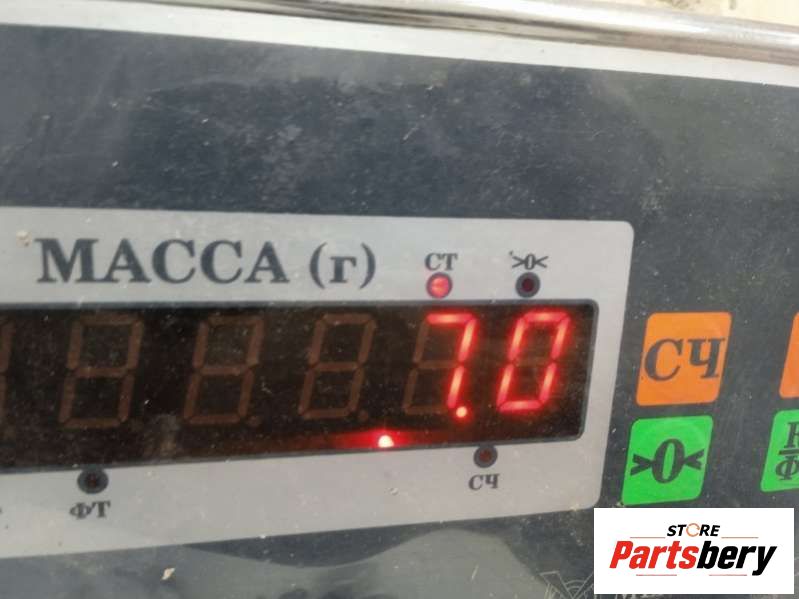 МАССА (г)
СТ
>0<
7.0
СЧ
>0<
ФТ
СЧ
STORE
Partsbery